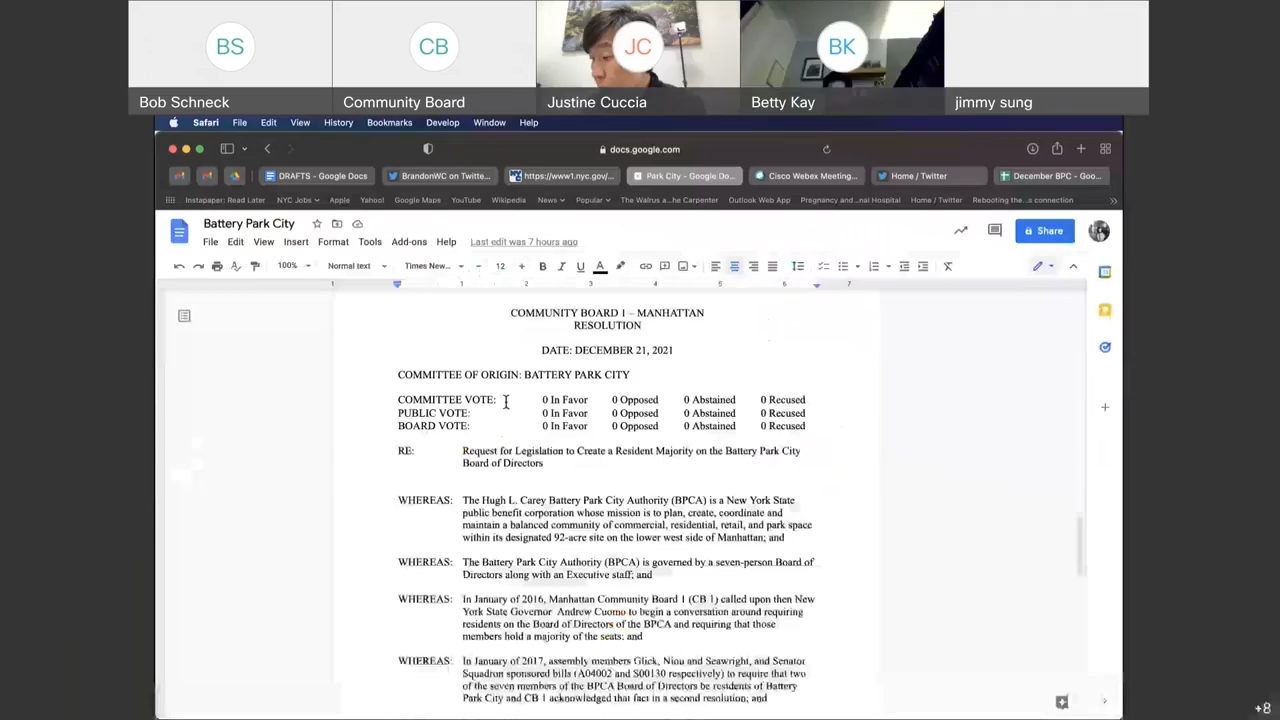 BS
CB
JC
BK
Bob Schneck
Community Board
Justine Cuccia
Betty Kay
jimmy sung
Safari File Edit View History Bookmarks Develop Window Help
docs.google.com
DRAFTS - Google Docs
BrandonWC on Twitte...
https://www1.nyc.gov/...
Park City - Google Do...
Cisco Webex Meeting...
Home / Twitter
December BPC - Goo...
Instapaper: Read Later NYC Jobs Apple Yahoo! Google Maps YouTube Wikipedia News Popular The Walrus a...he Carpenter Outlook Web App Pregnancy and...nal Hospital Home / Twitter Rebooting the...s connection
Battery Park City
File Edit View Insert Format Tools Add-ons Help Last edit was 7 hours ago
Share
100% Normal text Times New... 12 B I U A
1 1 2 3 4 5 6 7
COMMUNITY BOARD 1 – MANHATTAN
RESOLUTION
DATE: DECEMBER 21, 2021
COMMITTEE OF ORIGIN: BATTERY PARK CITY
COMMITTEE VOTE: 0 In Favor 0 Opposed 0 Abstained 0 Recused
PUBLIC VOTE: 0 In Favor 0 Opposed 0 Abstained 0 Recused
BOARD VOTE: 0 In Favor 0 Opposed 0 Abstained 0 Recused
RE: Request for Legislation to Create a Resident Majority on the Battery Park City
Board of Directors
WHEREAS: The Hugh L. Carey Battery Park City Authority (BPCA) is a New York State
public benefit corporation whose mission is to plan, create, coordinate and
maintain a balanced community of commercial, residential, retail, and park space
within its designated 92-acre site on the lower west side of Manhattan; and
WHEREAS: The Battery Park City Authority (BPCA) is governed by a seven-person Board of
Directors along with an Executive staff; and
WHEREAS: In January of 2016, Manhattan Community Board 1 (CB 1) called upon then New
York State Governor Andrew Cuomo to begin a conversation around requiring
residents on the Board of Directors of the BPCA and requiring that those
members hold a majority of the seats; and
WHEREAS: In January of 2017, assembly members Glick, Niou and Seawright, and Senator
Squadron sponsored bills (A04002 and S00130 respectively) to require that two
of the seven members of the BPCA Board of Directors be residents of Battery
Park City and CB 1 acknowledged that fact in a second resolution; and
+8